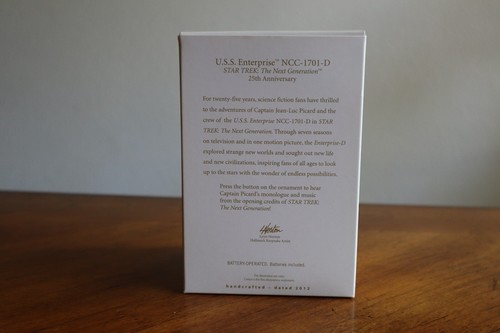 U.S.S. Enterprise™ NCC-1701-D
STAR TREK: The Next Generation™
25th Anniversary
For twenty-five years, science fiction fans have thrilled
to the adventures of Captain Jean-Luc Picard and the
crew of the U.S.S. Enterprise NCC-1701-D in STAR
TREK: The Next Generation. Through seven seasons
on television and in one motion picture, the Enterprise-D
explored strange new worlds and sought out new life
and new civilizations, inspiring fans of all ages to look
up to the stars with the wonder of endless possibilities.
Press the button on the ornament to hear
Captain Picard's monologue and music
from the opening credits of STAR TREK:
The Next Generation!
Hallmark Keepsake Artist
BATTERY-OPERATED. Batteries included.
handcrafted - dated 2012